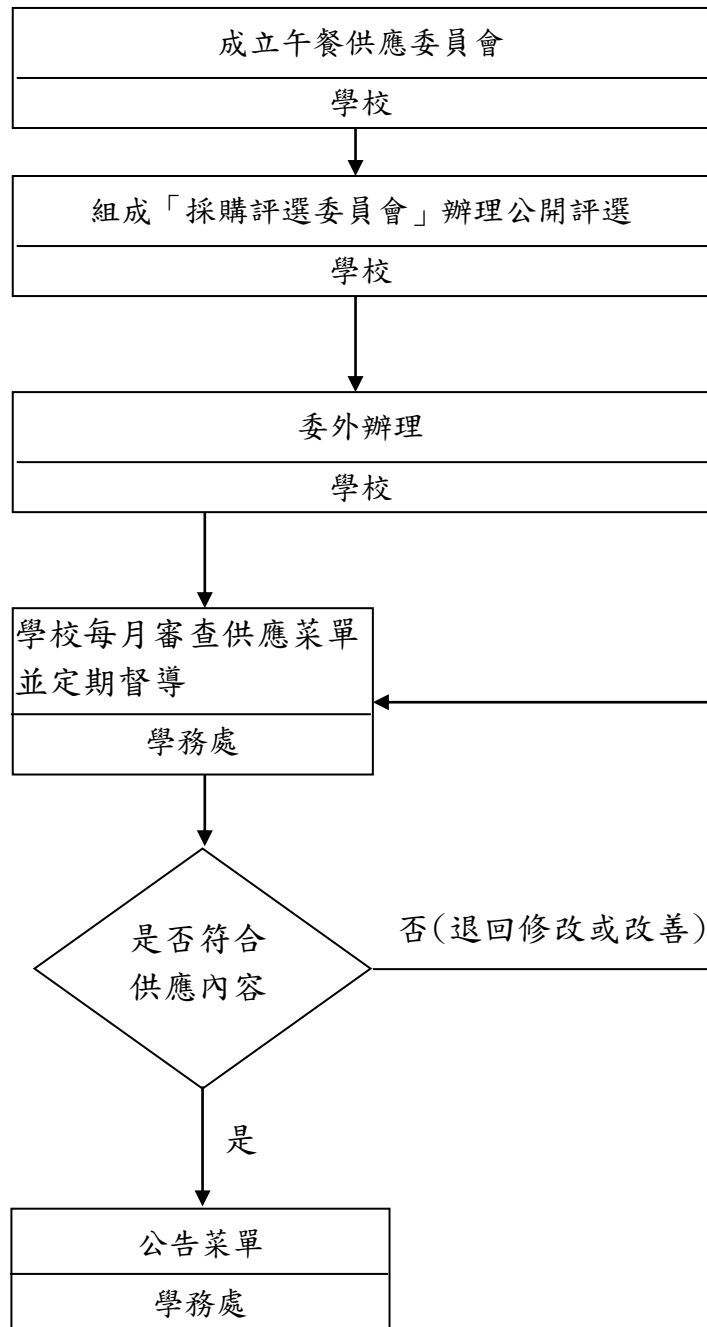 成立午餐供應委員會
學校
組成「採購評選委員會」辦理公開評選
學校
委外辦理
學校
學校每月審查供應菜單
並定期督導
學務處
是否符合
供應內容
否(退回修改或改善)
是
公告菜單
學務處